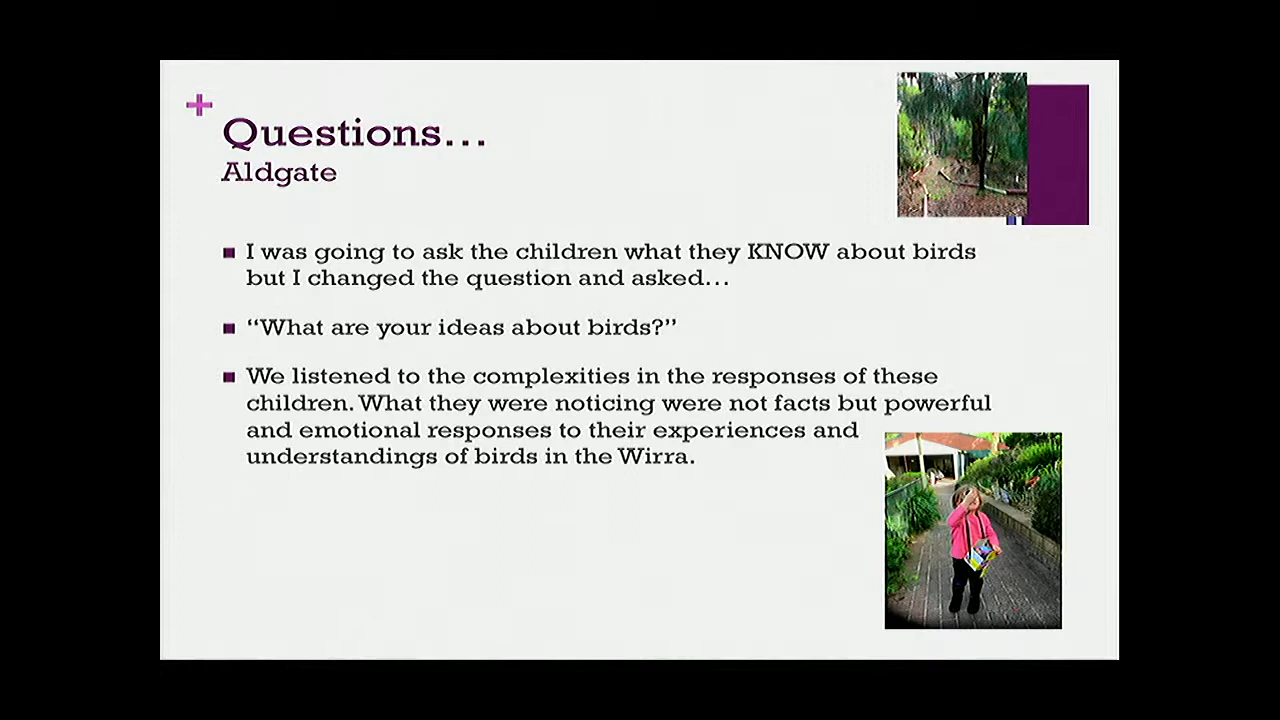 Questions…
Aldgate
I was going to ask the children what they KNOW about birds
but I changed the question and asked…
“What are your ideas about birds?”
We listened to the complexities in the responses of these
children. What they were noticing were not facts but powerful
and emotional responses to their experiences and
understandings of birds in the Wirra.